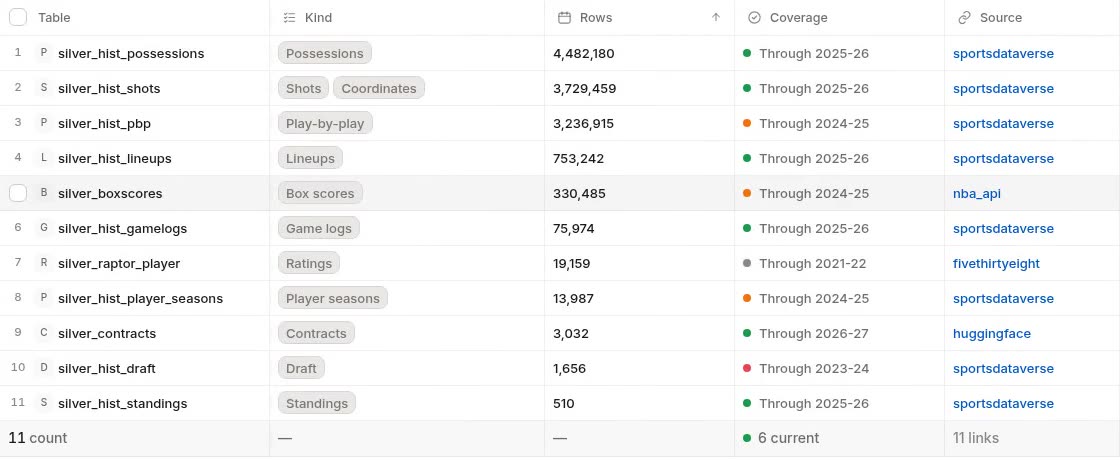 Table Kind Rows Coverage Source
1 P silver_hist_possessions Possessions 4,482,180 Through 2025-26 sportsdataverse
2 S silver_hist_shots Shots Coordinates 3,729,459 Through 2025-26 sportsdataverse
3 P silver_hist_pbp Play-by-play 3,236,915 Through 2024-25 sportsdataverse
4 L silver_hist_lineups Lineups 753,242 Through 2025-26 sportsdataverse
B silver_boxscores Box scores 330,485 Through 2024-25 nba_api
6 G silver_hist_gamelogs Game logs 75,974 Through 2025-26 sportsdataverse
7 R silver_raptor_player Ratings 19,159 Through 2021-22 fivethirtyeight
8 P silver_hist_player_seasons Player seasons 13,987 Through 2024-25 sportsdataverse
9 C silver_contracts Contracts 3,032 Through 2026-27 huggingface
10 D silver_hist_draft Draft 1,656 Through 2023-24 sportsdataverse
11 S silver_hist_standings Standings 510 Through 2025-26 sportsdataverse
11 count — — 6 current 11 links